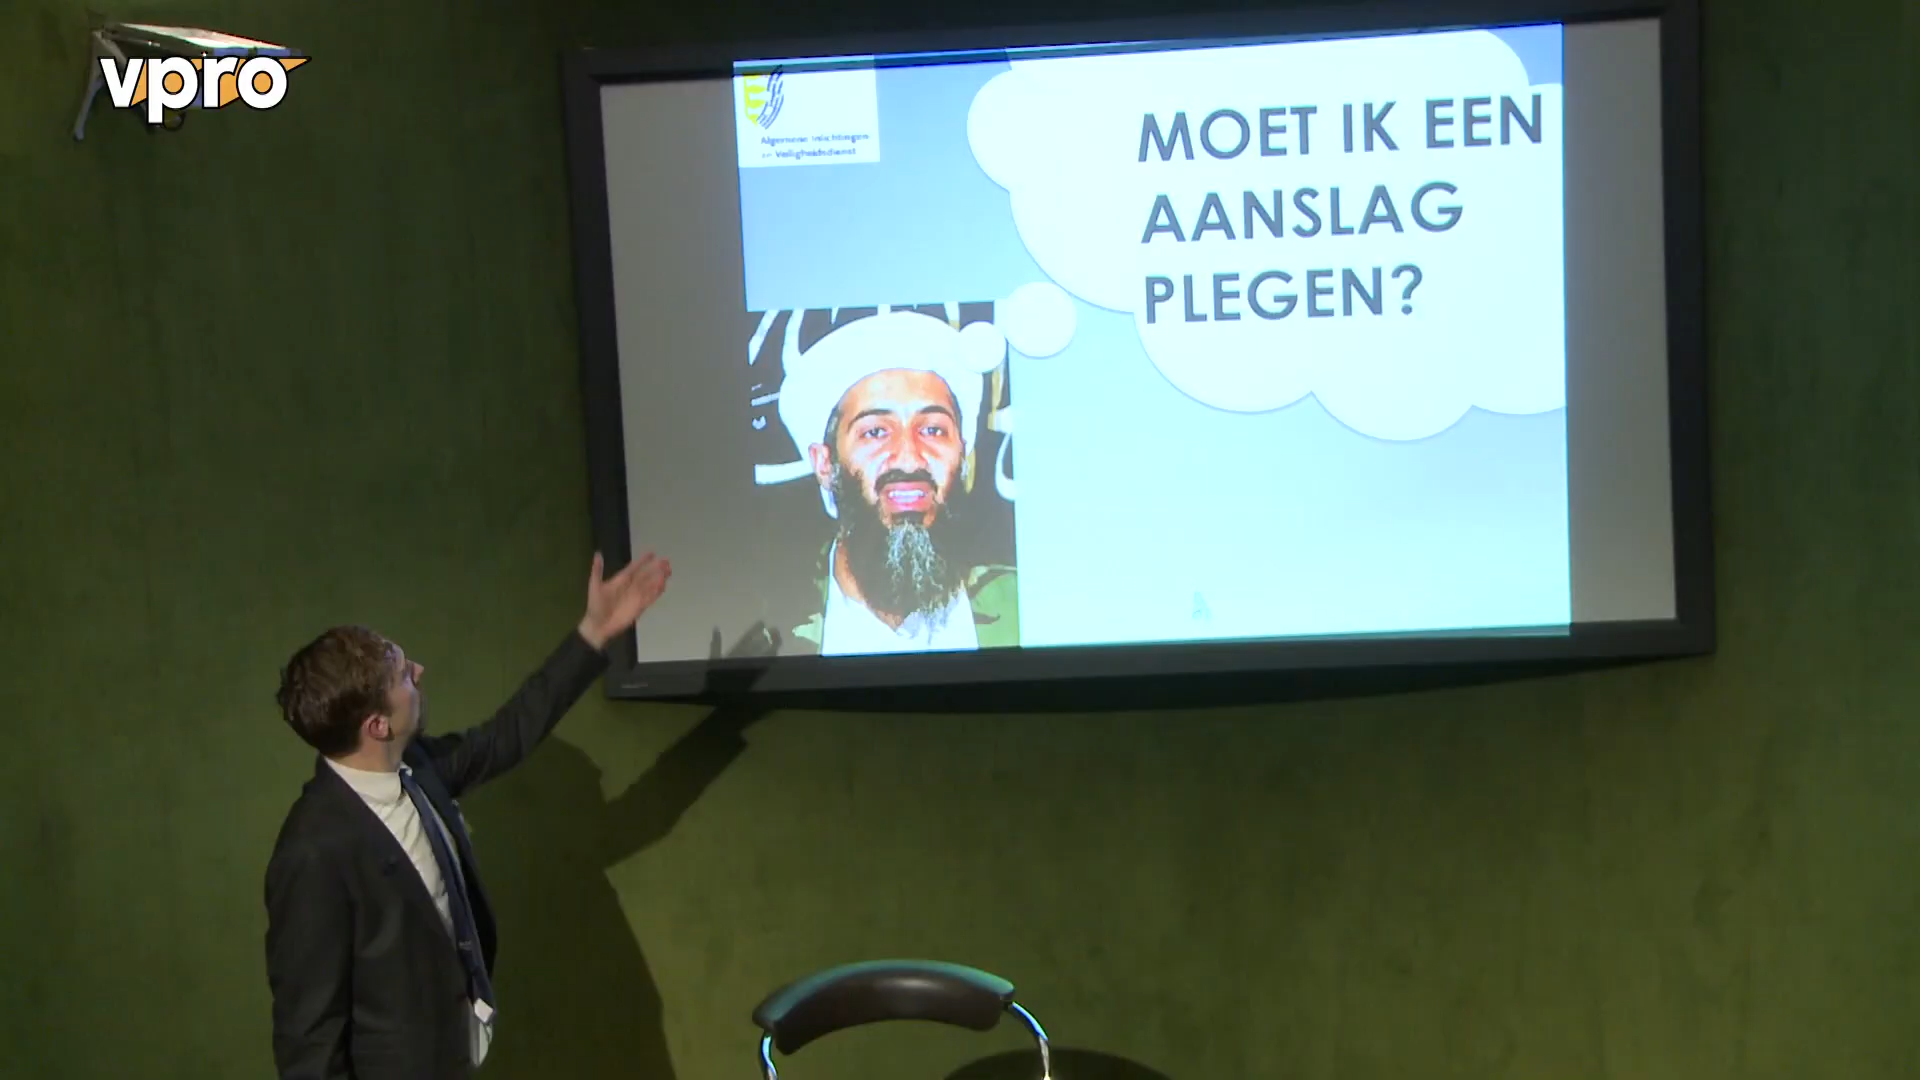 vpro
Algemene Inlichtingen
en Veiligheidsdienst
MOET IK EEN
AANSLAG
PLEGEN?